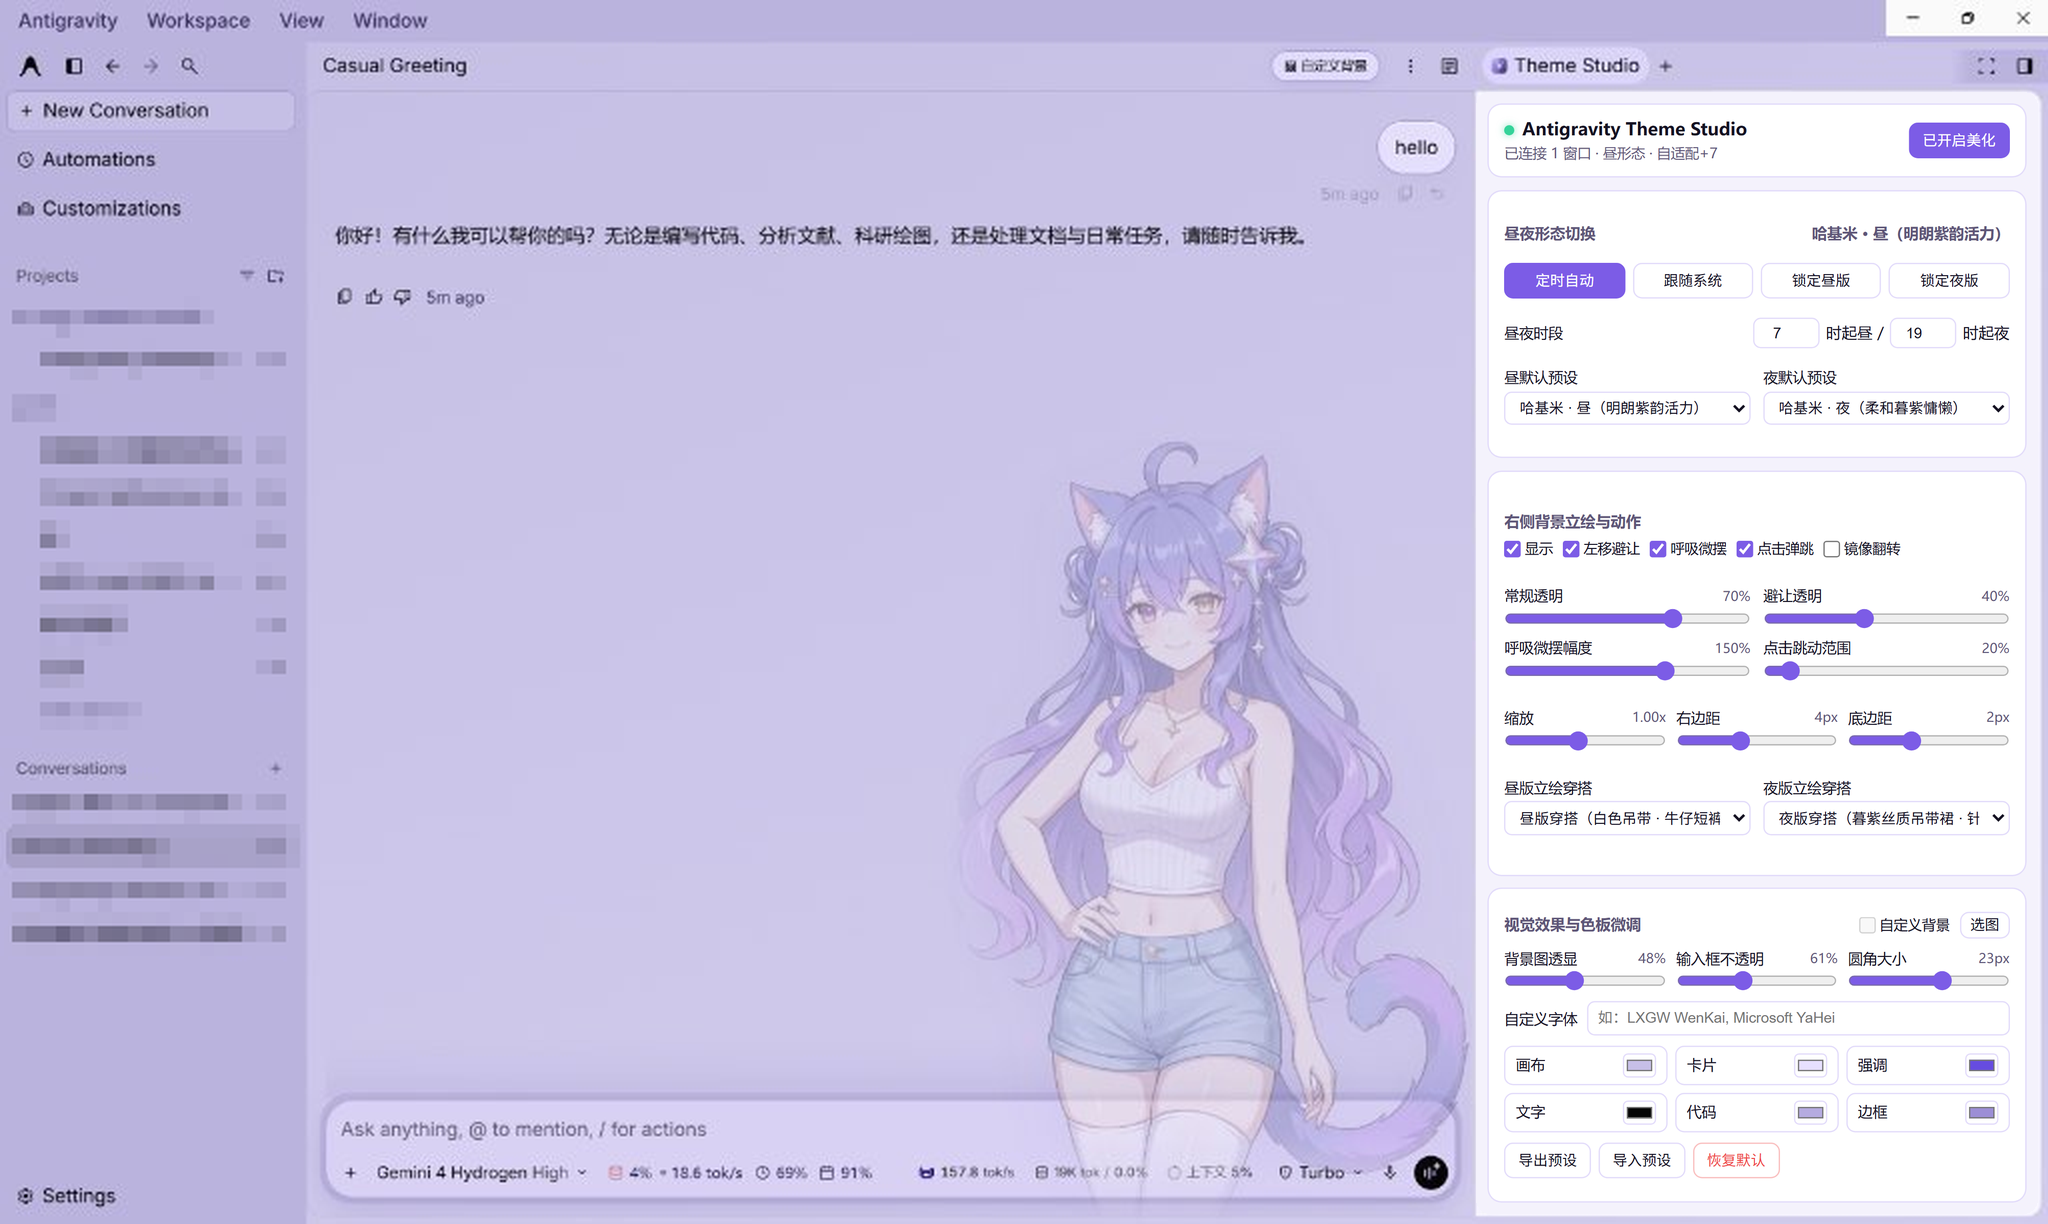 Antigravity Workspace View Window
Casual Greeting
自定义背景
Theme Studio
New Conversation
Automations
Customizations
Projects
Conversations
Settings
hello
5m ago
你好！有什么我可以帮你的吗？无论是编写代码、分析文献、科研绘图，还是处理文档与日常任务，请随时告诉我。
5m ago
Ask anything, @ to mention, / for actions
Gemini 4 Hydrogen High 4% ≈ 18.6 tok/s 69% 91% 157.8 tok/s 19K tok / 0.0% 上下文 5% Turbo
Antigravity Theme Studio
已连接 1 窗口 · 昼形态 · 自适配+7
已开启美化
昼夜形态切换 哈基米 · 昼（明朗紫韵活力）
定时自动 跟随系统 锁定昼版 锁定夜版
昼夜时段 7 时起昼 / 19 时起夜
昼默认预设 夜默认预设
哈基米 · 昼（明朗紫韵活力） 哈基米 · 夜（柔和暮紫慵懒）
右侧背景立绘与动作
显示 左移避让 呼吸微摆 点击弹跳 镜像翻转
常规透明 70% 避让透明 40%
呼吸微摆幅度 150% 点击跳动范围 20%
缩放 1.00x 右边距 4px 底边距 2px
昼版立绘穿搭 夜版立绘穿搭
昼版穿搭（白色吊带 · 牛仔短裤 夜版穿搭（暮紫丝质吊带裙 · 针
视觉效果与色板微调 自定义背景 选图
背景图透显 48% 输入框不透明 61% 圆角大小 23px
自定义字体 如：LXGW WenKai, Microsoft YaHei
画布 卡片 强调
文字 代码 边框
导出预设 导入预设 恢复默认